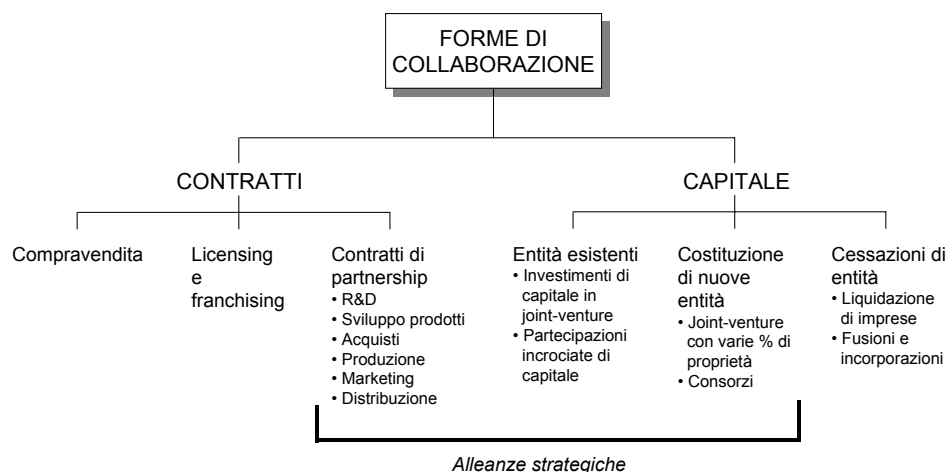 FORME DI
COLLABORAZIONE
CONTRATTI
CAPITALE
Compravendita
Licensing
e
franchising
Contratti di
partnership
• R&D
• Sviluppo prodotti
• Acquisti
• Produzione
• Marketing
• Distribuzione
Entità esistenti
• Investimenti di
capitale in
joint-venture
• Partecipazioni
incrociate di
capitale
Costituzione
di nuove
entità
• Joint-venture
con varie % di
proprietà
• Consorzi
Cessazioni di
entità
• Liquidazione
di imprese
• Fusioni e
incorporazioni
Alleanze strategiche